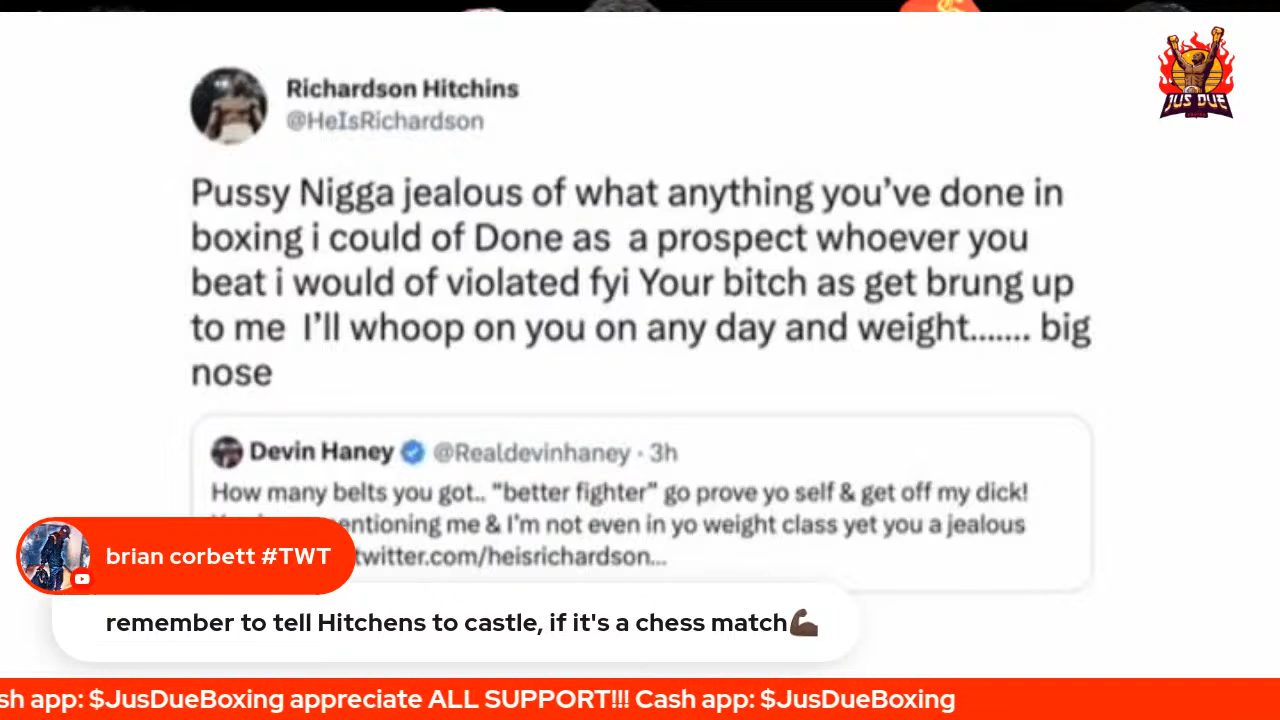 JUS DUE
Richardson Hitchins
@HeIsRichardson
Pussy Nigga jealous of what anything you've done in
boxing i could of Done as a prospect whoever you
beat i would of violated fyi Your bitch as get brung up
to me I'll whoop on you on any day and weight....... big
nose
Devin Haney @Realdevinhaney · 3h
How many belts you got.. "better fighter" go prove yo self & get off my dick!
entioning me & I'm not even in yo weight class yet you a jealous
twitter.com/heisrichardson...
brian corbett #TWT
remember to tell Hitchens to castle, if it's a chess match💪🏿
sh app: $JusDueBoxing appreciate ALL SUPPORT!!! Cash app: $JusDueBoxing